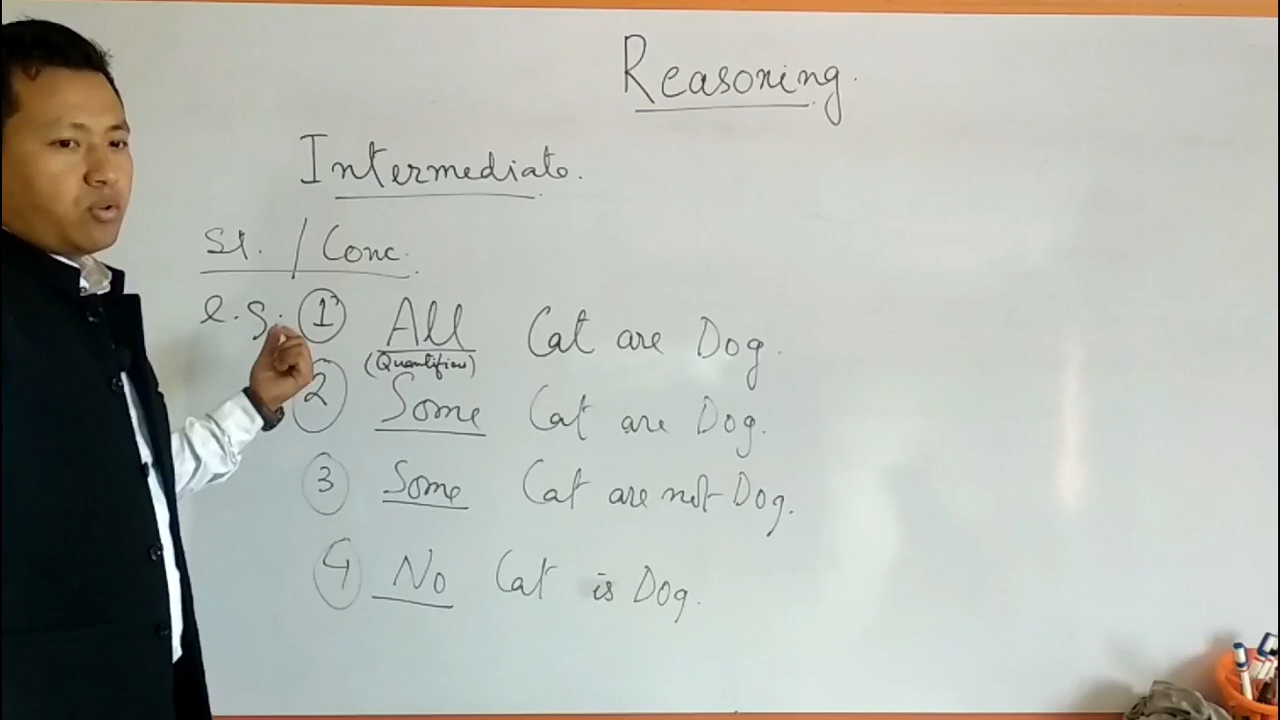 Reasoning.
Intermediate.
St. / Conc.
e.g. ① All Cat are Dog.
(Quantifier)
② Some Cat are Dog.
③ Some Cat are not Dog.
④ No Cat is Dog.